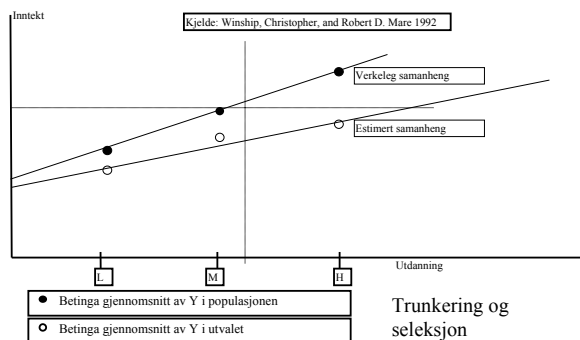 Inntekt
Kjelde: Winship, Christopher, and Robert D. Mare 1992
Verkeleg samanheng
Estimert samanheng
L
M
H
Utdanning
Betinga gjennomsnitt av Y i populasjonen
Betinga gjennomsnitt av Y i utvalet
Trunkering og
seleksjon